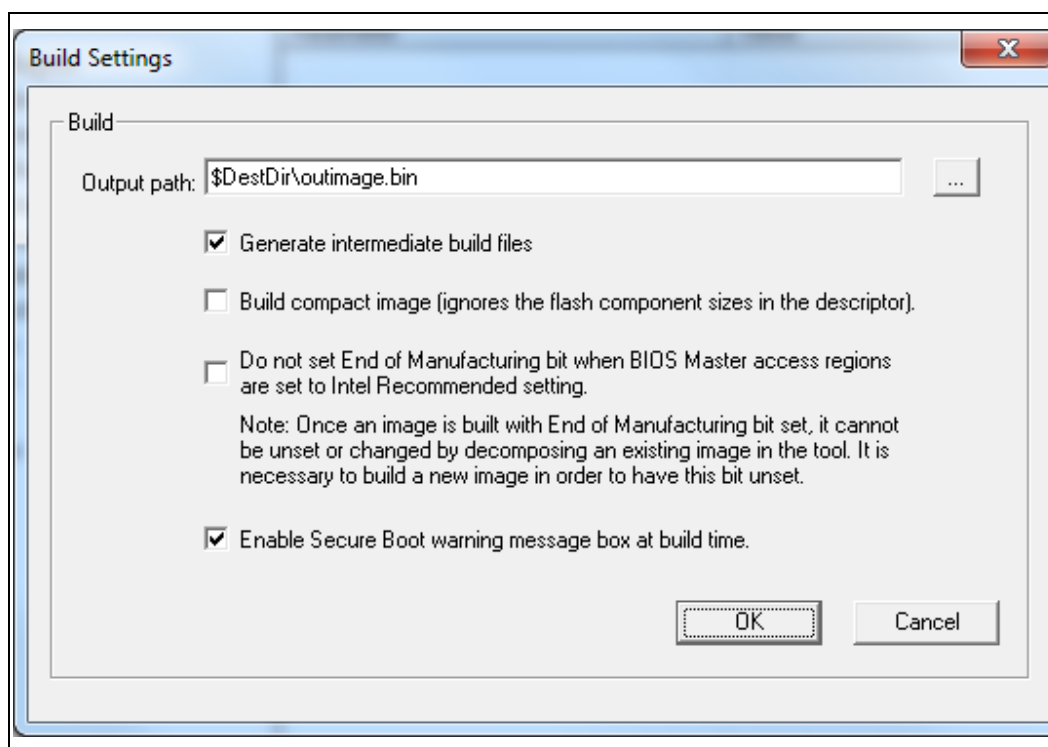 Build Settings
Build
Output path: $DestDir\outimage.bin ...
Generate intermediate build files
Build compact image (ignores the flash component sizes in the descriptor).
Do not set End of Manufacturing bit when BIOS Master access regions
are set to Intel Recommended setting.
Note: Once an image is built with End of Manufacturing bit set, it cannot
be unset or changed by decomposing an existing image in the tool. It is
necessary to build a new image in order to have this bit unset.
Enable Secure Boot warning message box at build time.
OK Cancel